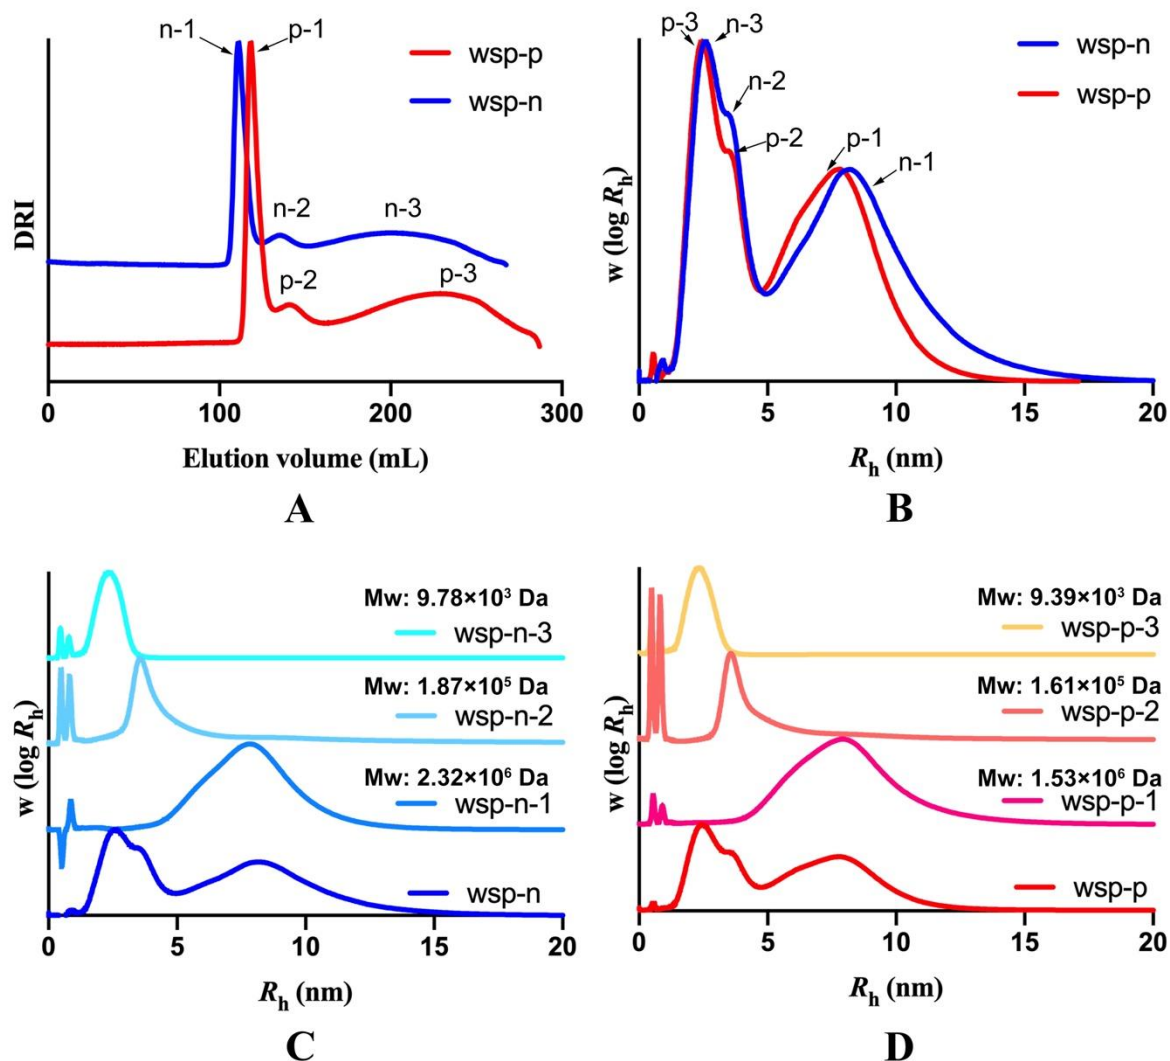 n-1
p-1
wsp-p
wsp-n
n-2
n-3
p-2
p-3
DRI
0
100
200
300
Elution volume (mL)
A
p-3
n-3
n-2
p-2
p-1
n-1
wsp-n
wsp-p
w (log Rh)
0
5
10
15
20
Rh (nm)
B
Mw: 9.78×10³ Da
wsp-n-3
Mw: 1.87×10⁵ Da
wsp-n-2
Mw: 2.32×10⁶ Da
wsp-n-1
wsp-n
w (log Rh)
0
5
10
15
20
Rh (nm)
C
Mw: 9.39×10³ Da
wsp-p-3
Mw: 1.61×10⁵ Da
wsp-p-2
Mw: 1.53×10⁶ Da
wsp-p-1
wsp-p
w (log Rh)
0
5
10
15
20
Rh (nm)
D